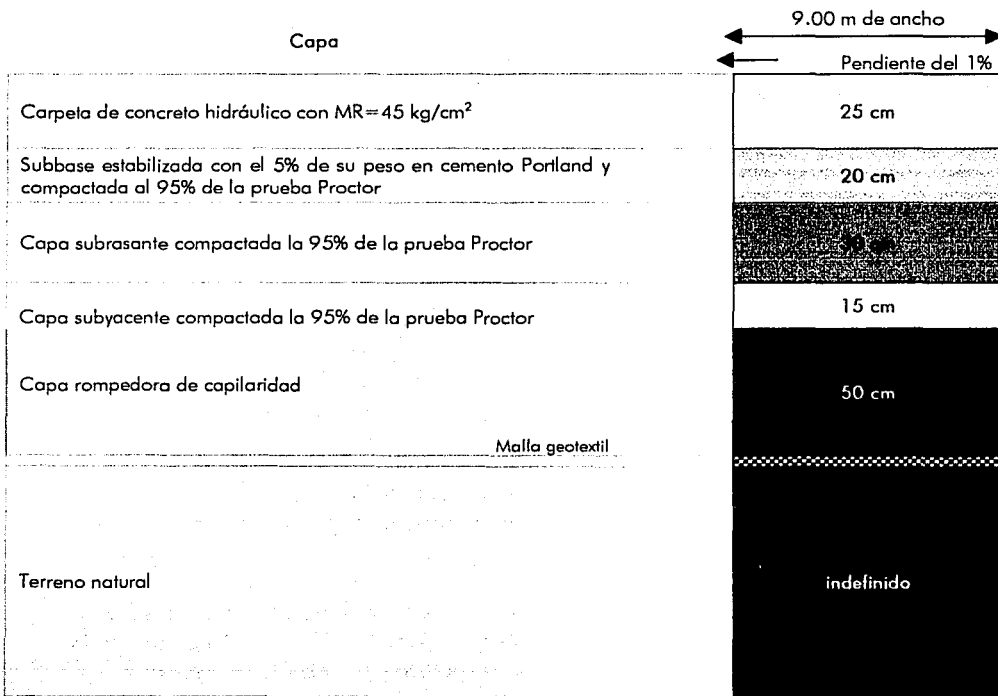 Capa
9.00 m de ancho
Pendiente del 1%
Carpeta de concreto hidráulico con MR=45 kg/cm²
25 cm
Subbase estabilizada con el 5% de su peso en cemento Portland y
compactada al 95% de la prueba Proctor
20 cm
Capa subrasante compactada la 95% de la prueba Proctor
cm
Capa subyacente compactada la 95% de la prueba Proctor
15 cm
Capa rompedora de capilaridad
50 cm
Malla geotextil
Terreno natural
indefinido